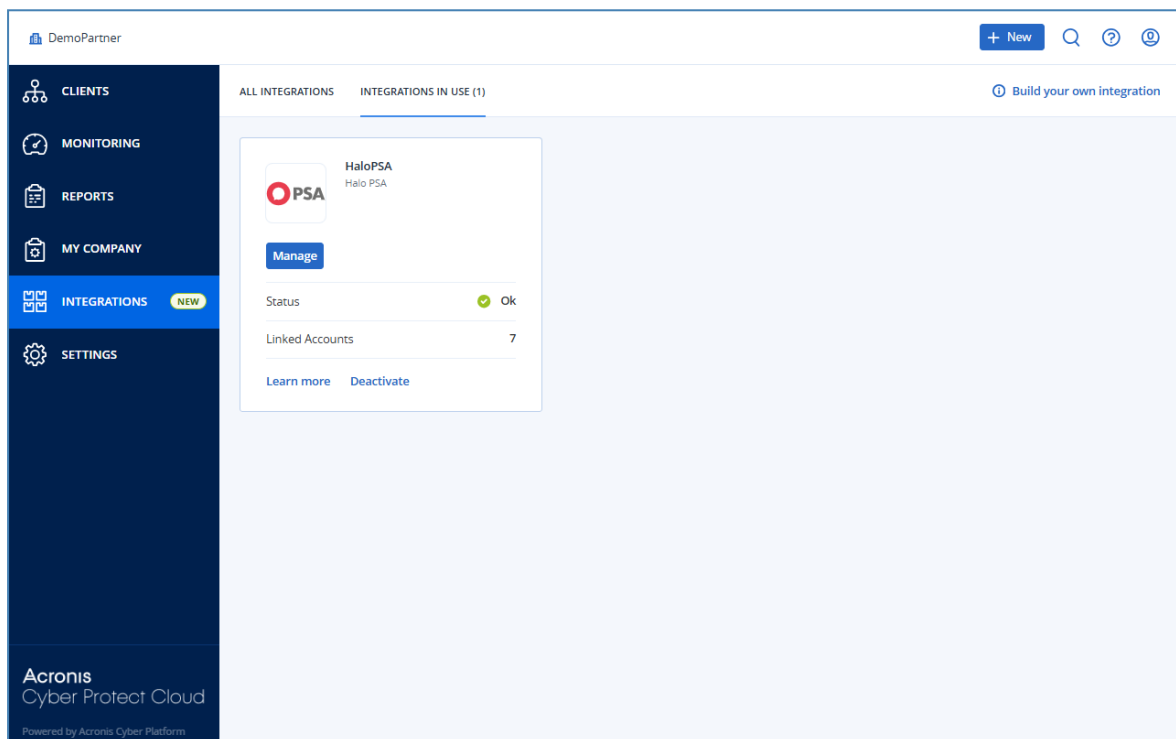 DemoPartner
+ New
CLIENTS
MONITORING
REPORTS
MY COMPANY
INTEGRATIONS NEW
SETTINGS
Acronis
Cyber Protect Cloud
Powered by Acronis Cyber Platform
ALL INTEGRATIONS INTEGRATIONS IN USE (1)
Build your own integration
PSA
HaloPSA
Halo PSA
Manage
Status Ok
Linked Accounts 7
Learn more Deactivate